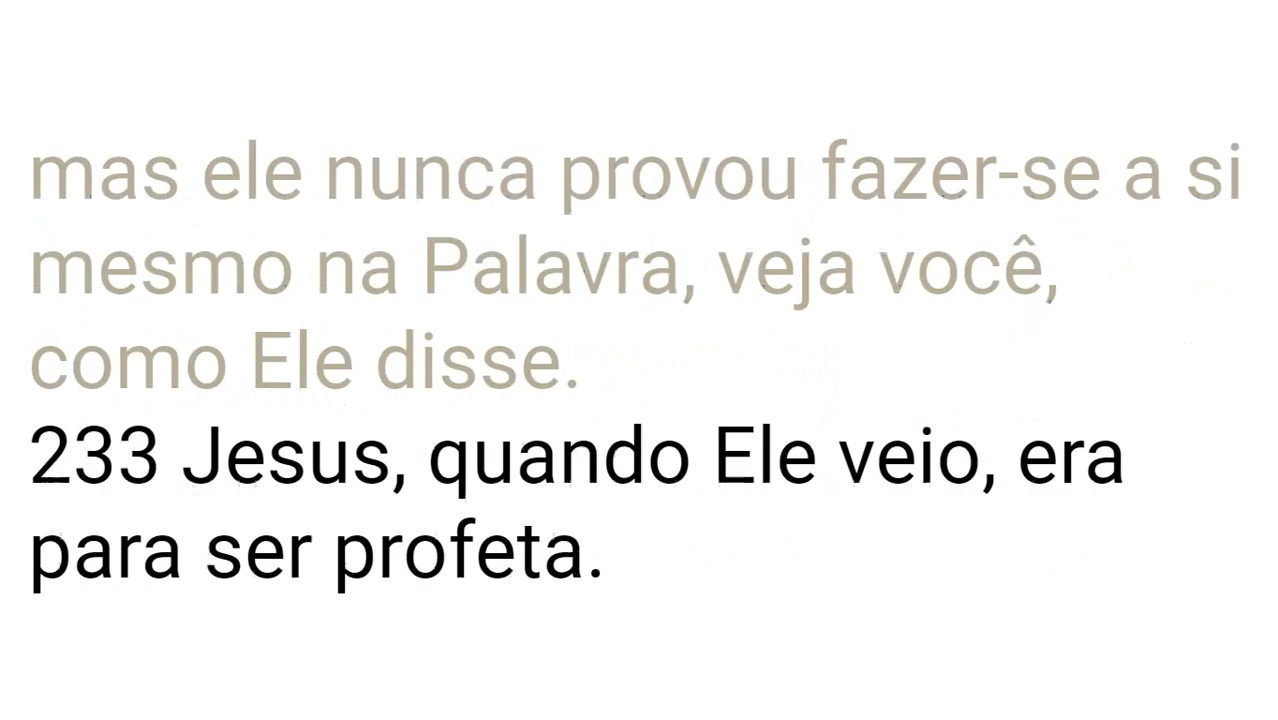 mas ele nunca provou fazer-se a si
mesmo na Palavra, veja você,
como Ele disse.
233 Jesus, quando Ele veio, era
para ser profeta.